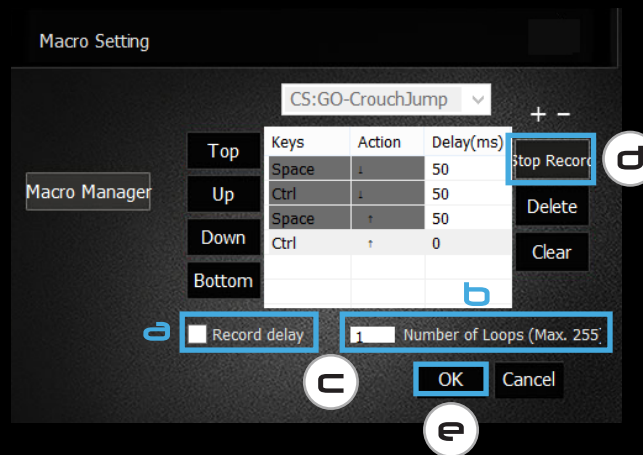 Macro Setting
CS:GO-CrouchJump
+ -
Keys Action Delay(ms)
Space ↓ 50
Ctrl ↓ 50
Space ↑ 50
Ctrl ↑ 0
Top
Up
Down
Bottom
Macro Manager
Stop Record
d
Delete
Clear
b
a
Record delay
1 Number of Loops (Max. 255)
c
OK
Cancel
e